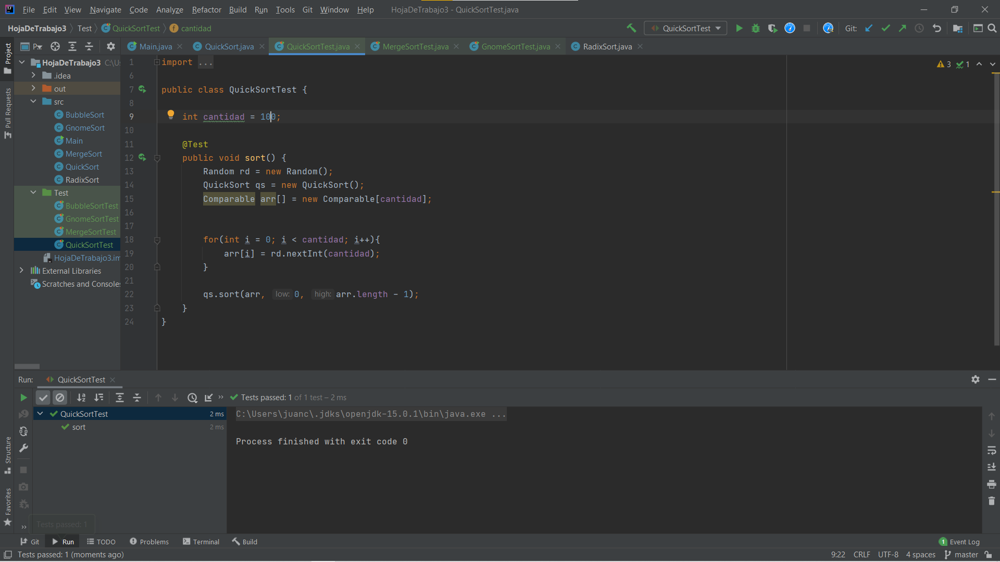 File Edit View Navigate Code Analyze Refactor Build Run Tools Git Window Help HojaDeTrabajo3 - QuickSortTest.java
HojaDeTrabajo3 Test QuickSortTest cantidad QuickSortTest Git:
P... Main.java QuickSort.java QuickSortTest.java MergeSortTest.java GnomeSortTest.java RadixSort.java
Project
Pull Requests
Structure
Favorites
HojaDeTrabajo3 C:\Us
.idea
out
src
BubbleSort
GnomeSort
Main
MergeSort
QuickSort
RadixSort
Test
BubbleSortTest
GnomeSortTest
MergeSortTest
QuickSortTest
HojaDeTrabajo3.im
External Libraries
Scratches and Consoles
3 1
1 import ...
6
7 public class QuickSortTest {
8
9 int cantidad = 100;
10
11 @Test
12 public void sort() {
13 Random rd = new Random();
14 QuickSort qs = new QuickSort();
15 Comparable arr[] = new Comparable[cantidad];
16
17
18 for(int i = 0; i < cantidad; i++){
19 arr[i] = rd.nextInt(cantidad);
20 }
21
22 qs.sort(arr, low: 0, high: arr.length - 1);
23 }
24 }
Run: QuickSortTest
Tests passed: 1 of 1 test – 2 ms
QuickSortTest 2 ms
sort 2 ms
C:\Users\juanc\.jdks\openjdk-15.0.1\bin\java.exe ...
Process finished with exit code 0
Tests passed: 1
Git Run TODO Problems Terminal Build 1 Event Log
Tests passed: 1 (moments ago) 9:22 CRLF UTF-8 4 spaces master